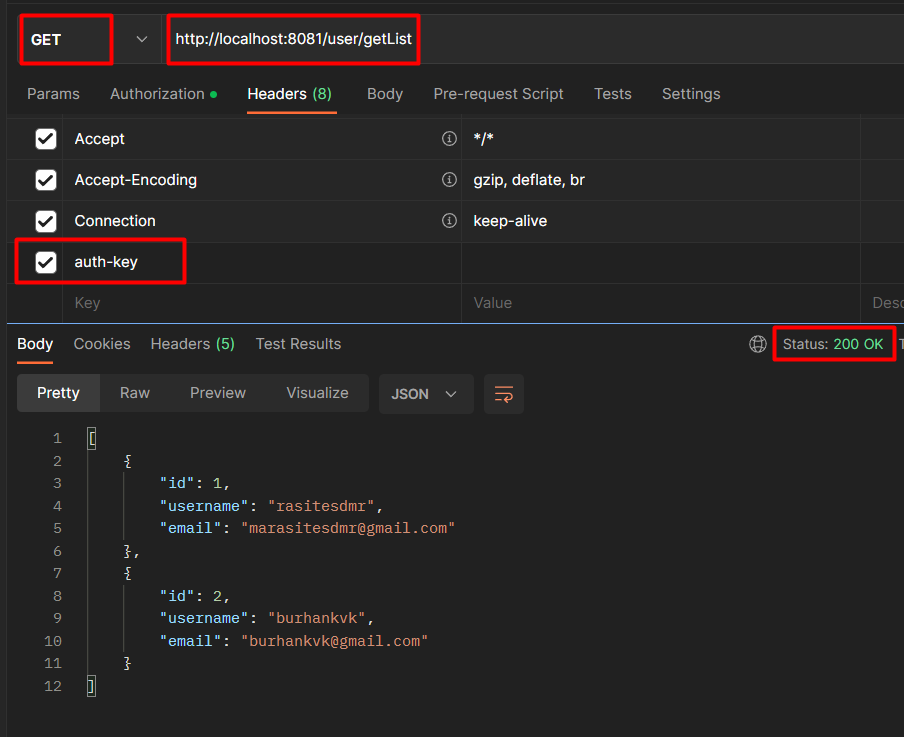 GET http://localhost:8081/user/getList
Params Authorization Headers (8) Body Pre-request Script Tests Settings
Accept */*
Accept-Encoding gzip, deflate, br
Connection keep-alive
auth-key
Key Value Desc
Body Cookies Headers (5) Test Results Status: 200 OK T
Pretty Raw Preview Visualize JSON
1 [
2 {
3 "id": 1,
4 "username": "rasitesdmr",
5 "email": "marasitesdmr@gmail.com"
6 },
7 {
8 "id": 2,
9 "username": "burhankvk",
10 "email": "burhankvk@gmail.com"
11 }
12 ]